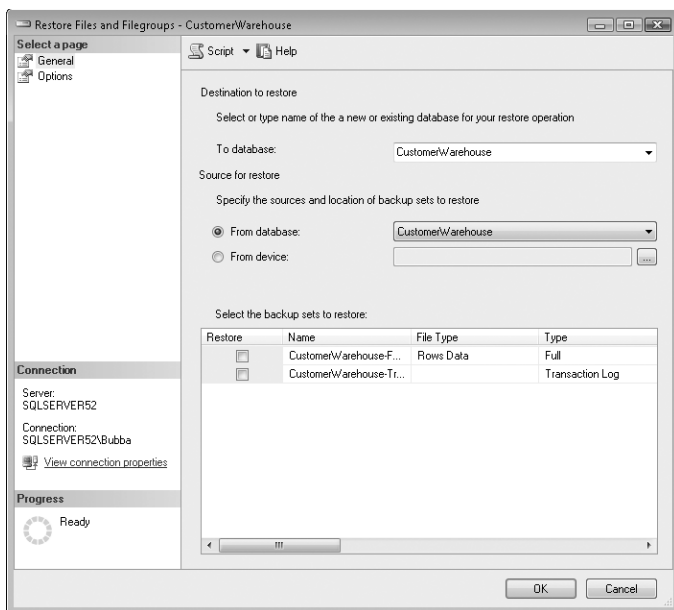 Restore Files and Filegroups - CustomerWarehouse
Select a page
General
Options
Script
Help
Destination to restore
Select or type name of the a new or existing database for your restore operation
To database:
CustomerWarehouse
Source for restore
Specify the sources and location of backup sets to restore
From database:
CustomerWarehouse
From device:
...
Select the backup sets to restore:
Restore Name File Type Type
CustomerWarehouse-F... Rows Data Full
CustomerWarehouse-Tr... Transaction Log
Connection
Server:
SQLSERVER52
Connection:
SQLSERVER52\Bubba
View connection properties
Progress
Ready
OK
Cancel